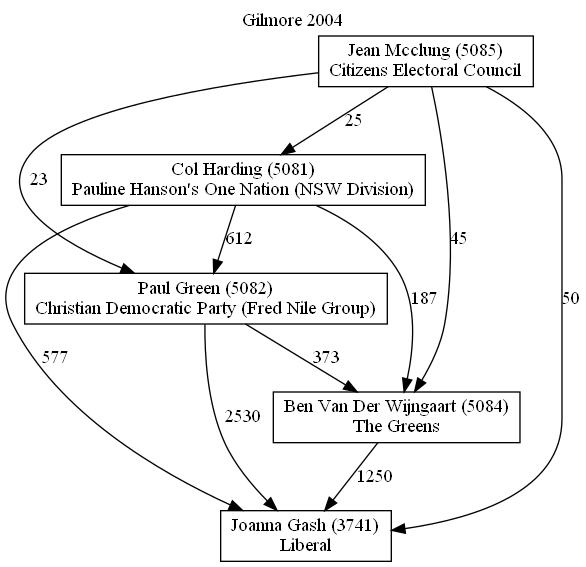 Gilmore 2004
Jean Mcclung (5085)
Citizens Electoral Council
25
Col Harding (5081)
Pauline Hanson's One Nation (NSW Division)
23
612
45
Paul Green (5082)
Christian Democratic Party (Fred Nile Group)
187
50
577
373
Ben Van Der Wijngaart (5084)
The Greens
2530
1250
Joanna Gash (3741)
Liberal